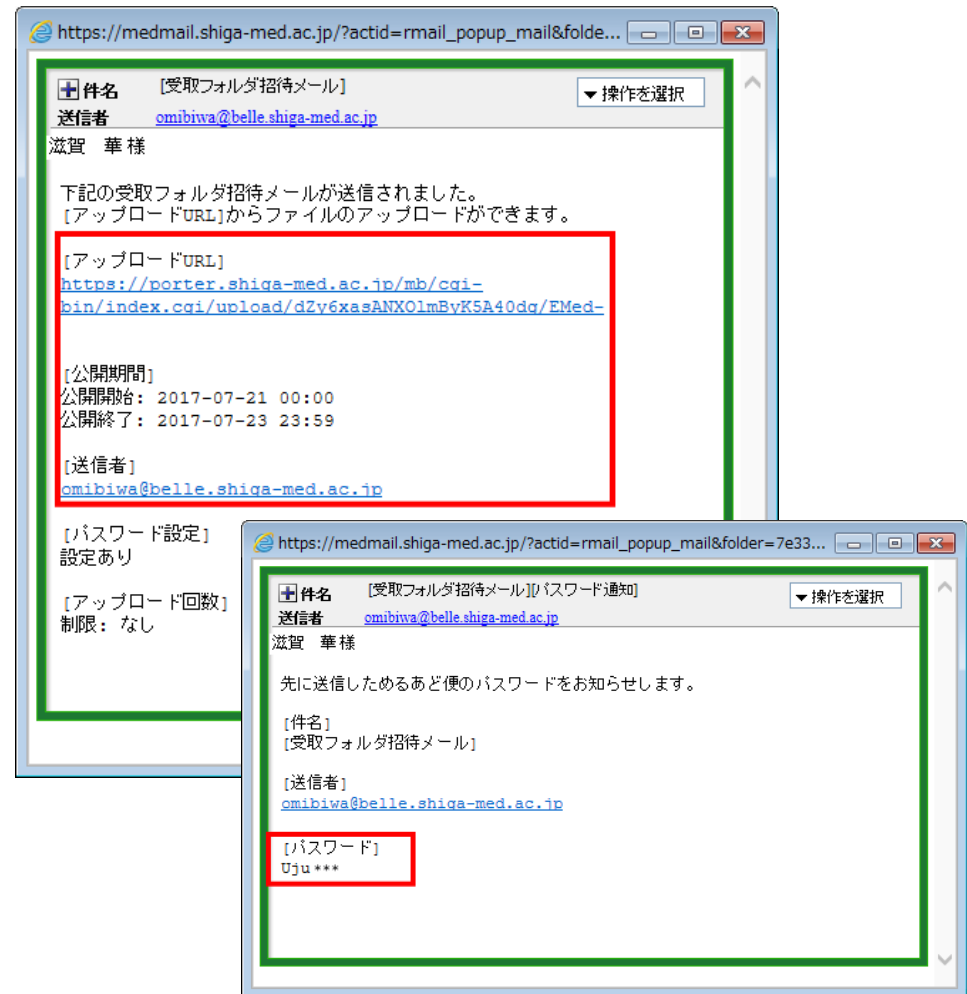 https://medmail.shiga-med.ac.jp/?actid=rmail_popup_mail&folde...
件名 [受取フォルダ招待メール]
▼操作を選択
送信者 omibiwa@belle.shiga-med.ac.jp
滋賀 華様
下記の受取フォルダ招待メールが送信されました。
[アップロードURL]からファイルのアップロードができます。
[アップロードURL]
https://porter.shiga-med.ac.jp/mb/cgi-
bin/index.cgi/upload/dZy6xasANXOlmByK5A40dg/EMed-
[公開期間]
公開開始: 2017-07-21 00:00
公開終了: 2017-07-23 23:59
[送信者]
omibiwa@belle.shiga-med.ac.jp
[パスワード設定]
設定あり
[アップロード回数]
制限: なし
https://medmail.shiga-med.ac.jp/?actid=rmail_popup_mail&folder=7e33...
件名 [受取フォルダ招待メール][パスワード通知]
▼操作を選択
送信者 omibiwa@belle.shiga-med.ac.jp
滋賀 華様
先に送信しためるあど便のパスワードをお知らせします。
[件名]
[受取フォルダ招待メール]
[送信者]
omibiwa@belle.shiga-med.ac.jp
[パスワード]
Uju***